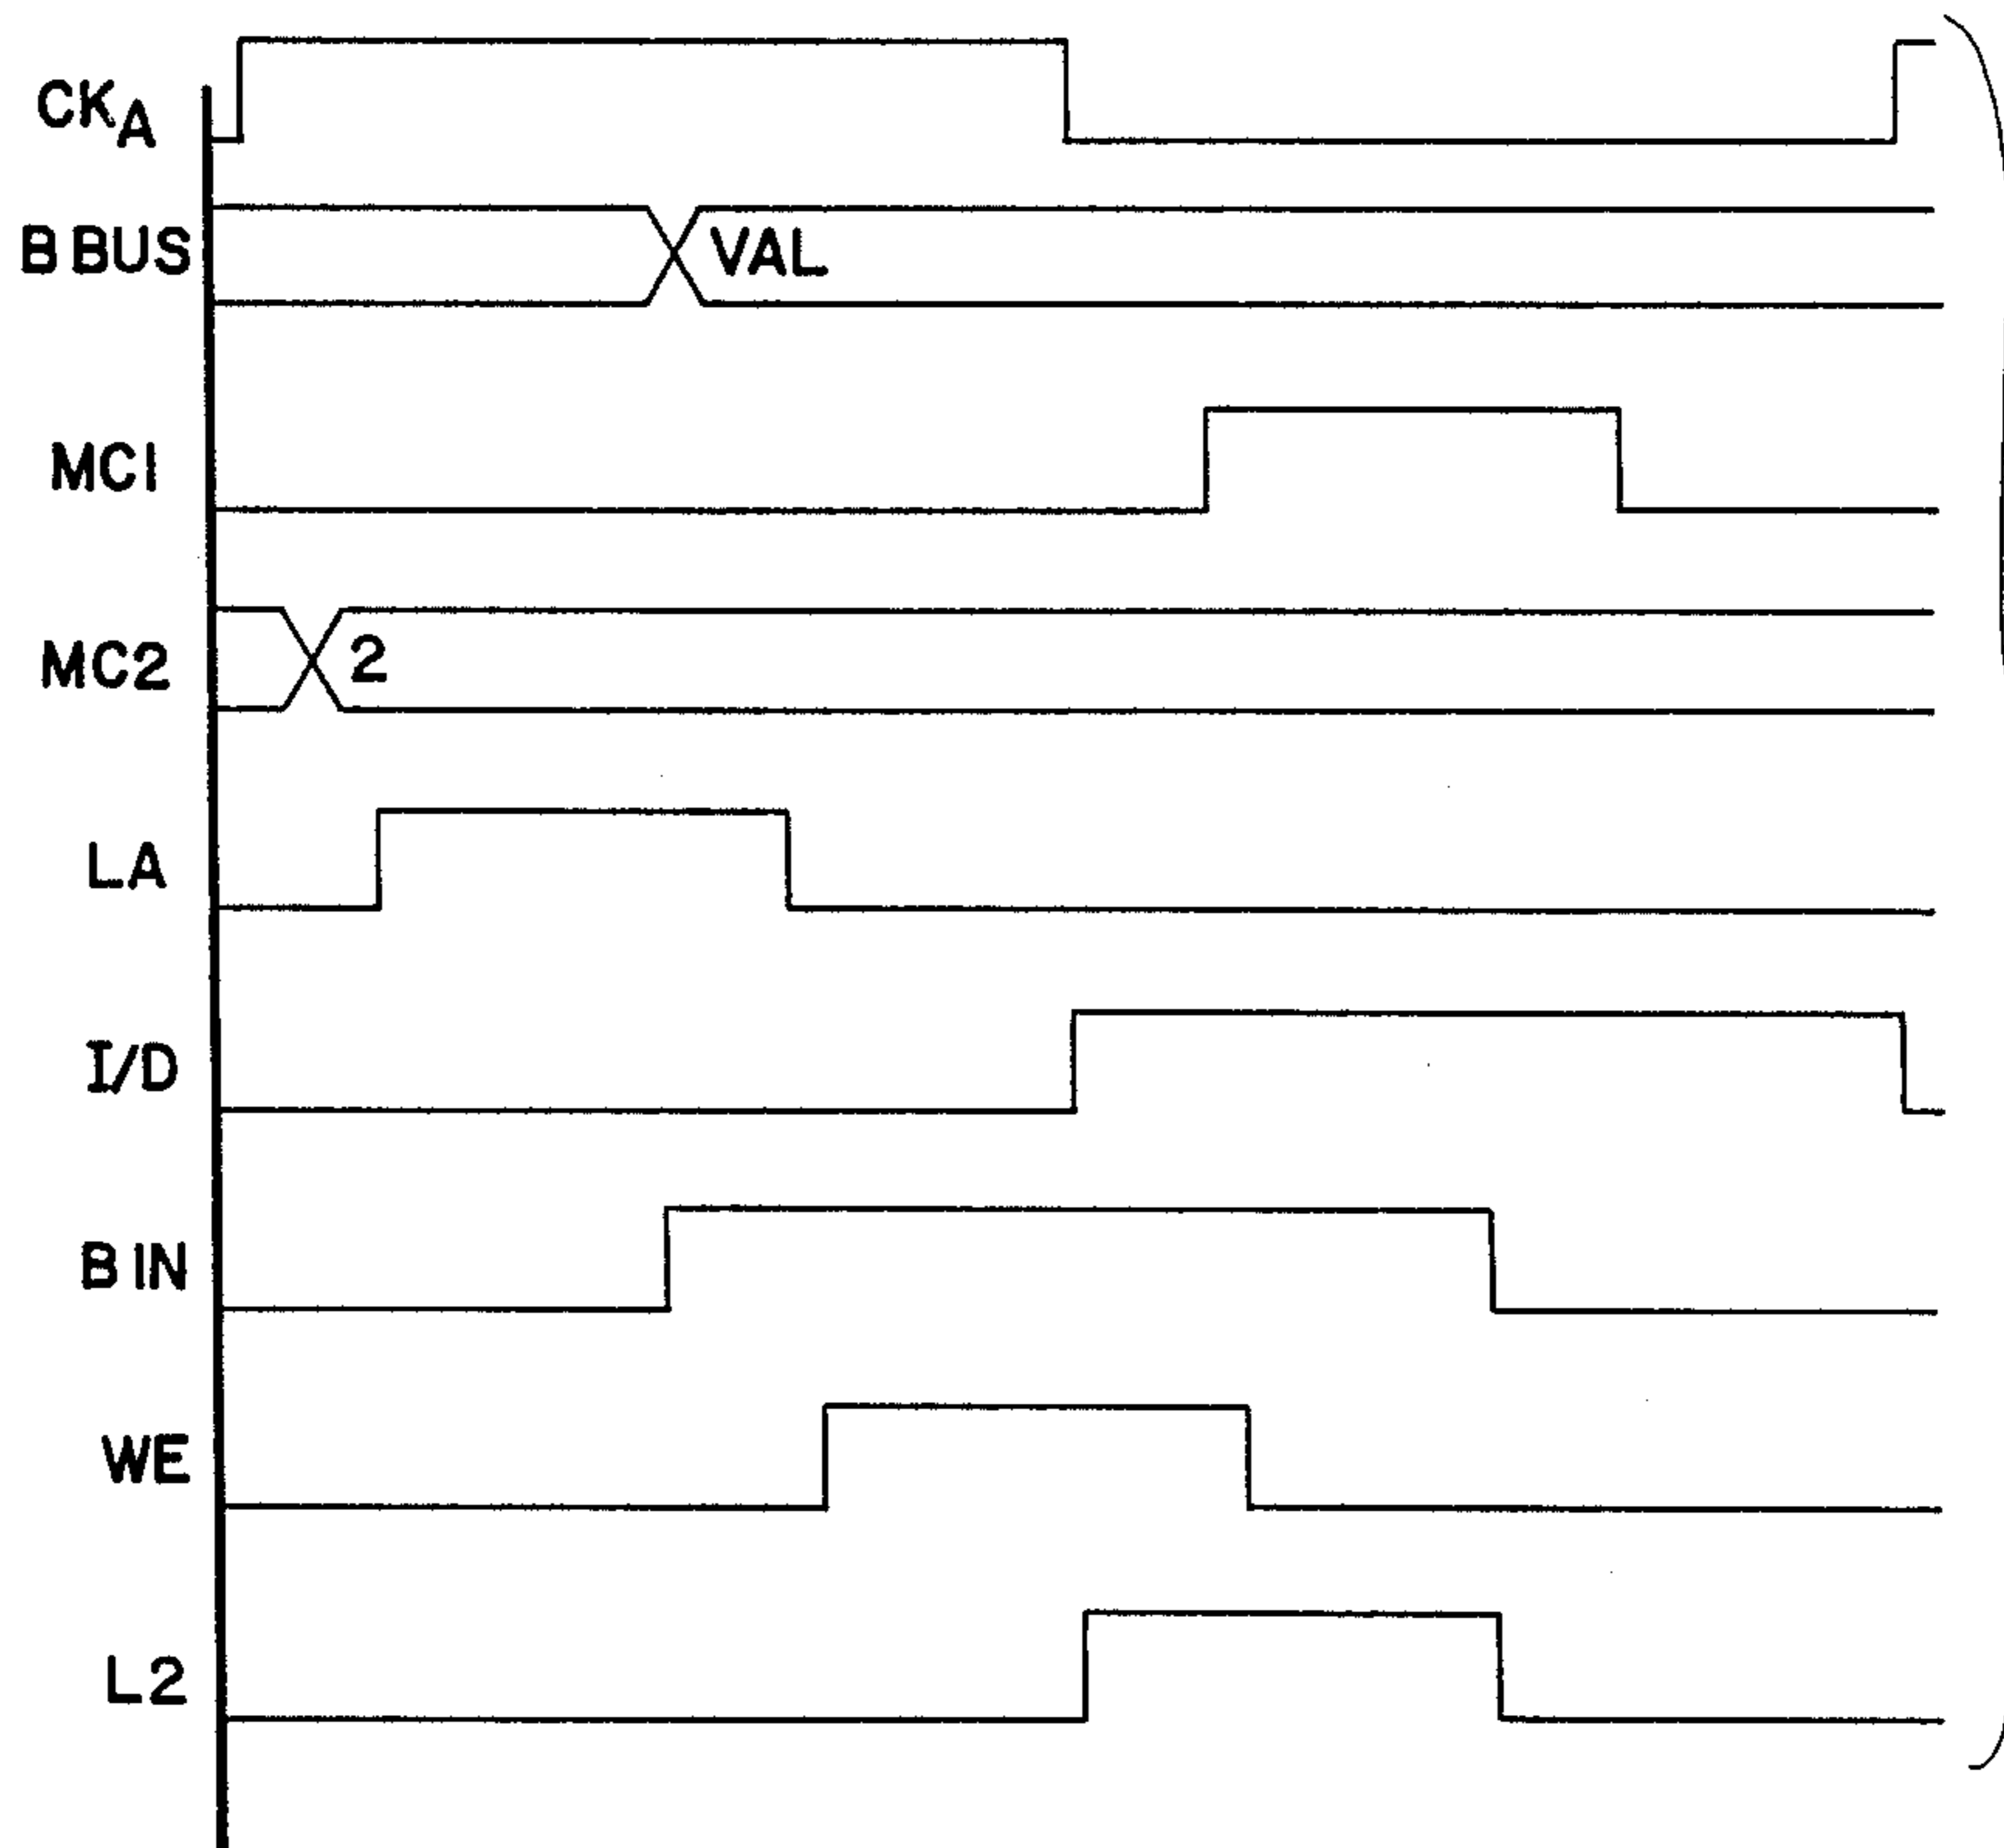 CKA
B BUS VAL
MC1
MC2 2
LA
I/D
B IN
WE
L2